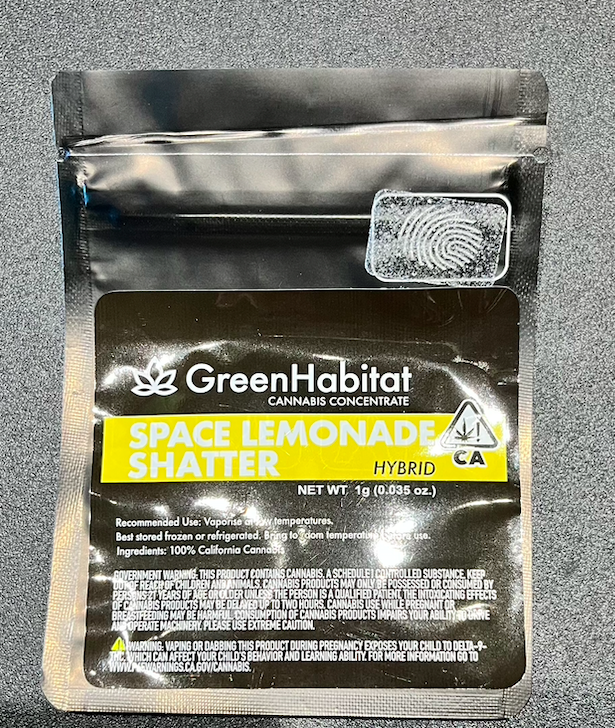 GreenHabitat
CANNABIS CONCENTRATE
SPACE LEMONADE
SHATTER
HYBRID
CA
NET WT 1g (0.035 oz.)
Recommended Use: Vaporise at low temperatures.
Best stored frozen or refrigerated. Bring to room temperature before use.
Ingredients: 100% California Cannabis
GOVERNMENT WARNING: THIS PRODUCT CONTAINS CANNABIS, A SCHEDULE I CONTROLLED SUBSTANCE. KEEP
OUT OF REACH OF CHILDREN AND ANIMALS. CANNABIS PRODUCTS MAY ONLY BE POSSESSED OR CONSUMED BY
PERSONS 21 YEARS OF AGE OR OLDER UNLESS THE PERSON IS A QUALIFIED PATIENT. THE INTOXICATING EFFECTS
OF CANNABIS PRODUCTS MAY BE DELAYED UP TO TWO HOURS. CANNABIS USE WHILE PREGNANT OR
BREASTFEEDING MAY BE HARMFUL. CONSUMPTION OF CANNABIS PRODUCTS IMPAIRS YOUR ABILITY TO DRIVE
AND OPERATE MACHINERY. PLEASE USE EXTREME CAUTION.
WARNING: VAPING OR DABBING THIS PRODUCT DURING PREGNANCY EXPOSES YOUR CHILD TO DELTA-9-
THC, WHICH CAN AFFECT YOUR CHILD'S BEHAVIOR AND LEARNING ABILITY. FOR MORE INFORMATION GO TO
WWW.P65WARNINGS.CA.GOV/CANNABIS.